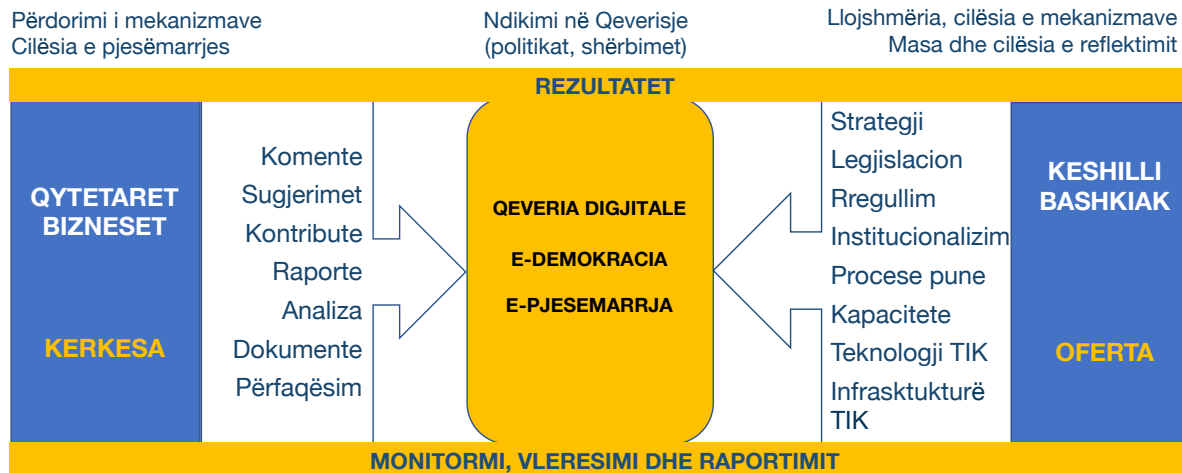 Përdorimi i mekanizmave
Cilësia e pjesëmarrjes
Ndikimi në Qeverisje
(politikat, shërbimet)
Llojshmëria, cilësia e mekanizmave
Masa dhe cilësia e reflektimit
REZULTATET
QYTETARET
BIZNESET
KERKESA
Komente
Sugjerimet
Kontribute
Raporte
Analiza
Dokumente
Përfaqësim
QEVERIA DIGJITALE
E-DEMOKRACIA
E-PJESEMARRJA
Strategji
Legjislacion
Rregullim
Institucionalizim
Procese pune
Kapacitete
Teknologji TIK
Infrasktukturë
TIK
KESHILLI
BASHKIAK
OFERTA
MONITORMI, VLERESIMI DHE RAPORTIMIT